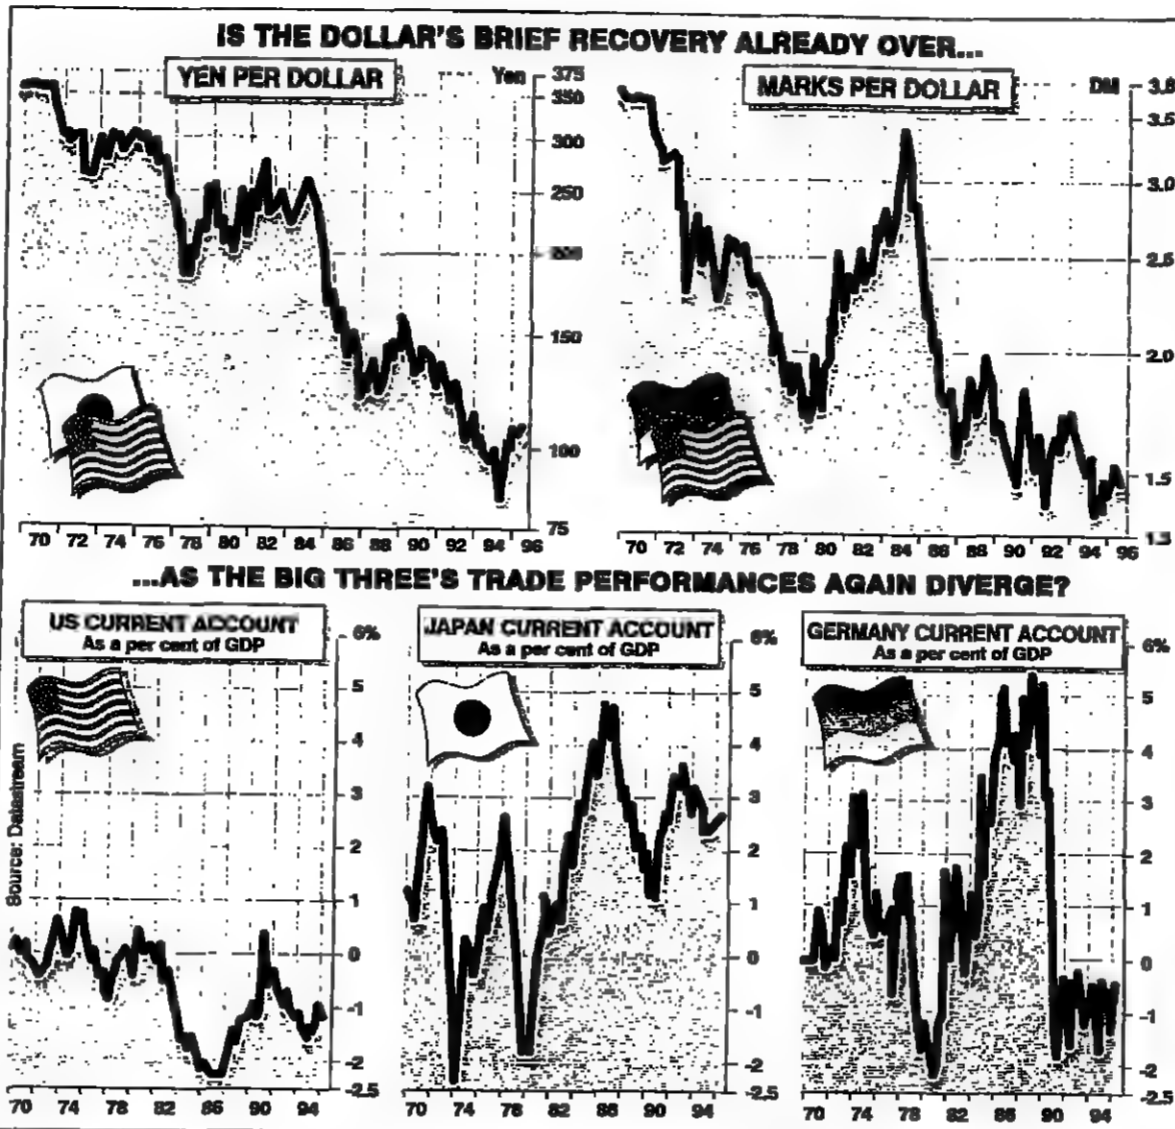 IS THE DOLLAR'S BRIEF RECOVERY ALREADY OVER...
YEN PER DOLLAR
Yen
375
350
300
250
150
100
75
70 72 74 76 78 80 82 84 86 88 90 92 94 96
MARKS PER DOLLAR
DM
3.8
3.5
3.0
2.5
2.0
1.5
1.3
70 72 74 76 78 80 82 84 86 88 90 92 94 96
...AS THE BIG THREE'S TRADE PERFORMANCES AGAIN DIVERGE?
US CURRENT ACCOUNT
As a per cent of GDP
6%
5
4
3
2
1
0
-1
-2
-2.5
70 74 78 82 86 90 94
Source: Datastream
JAPAN CURRENT ACCOUNT
As a per cent of GDP
6%
5
4
3
2
1
0
-1
-2
-2.5
70 74 78 82 86 90 94
GERMANY CURRENT ACCOUNT
As a per cent of GDP
6%
5
4
3
2
1
0
-1
-2
-2.5
70 74 78 82 86 90 94